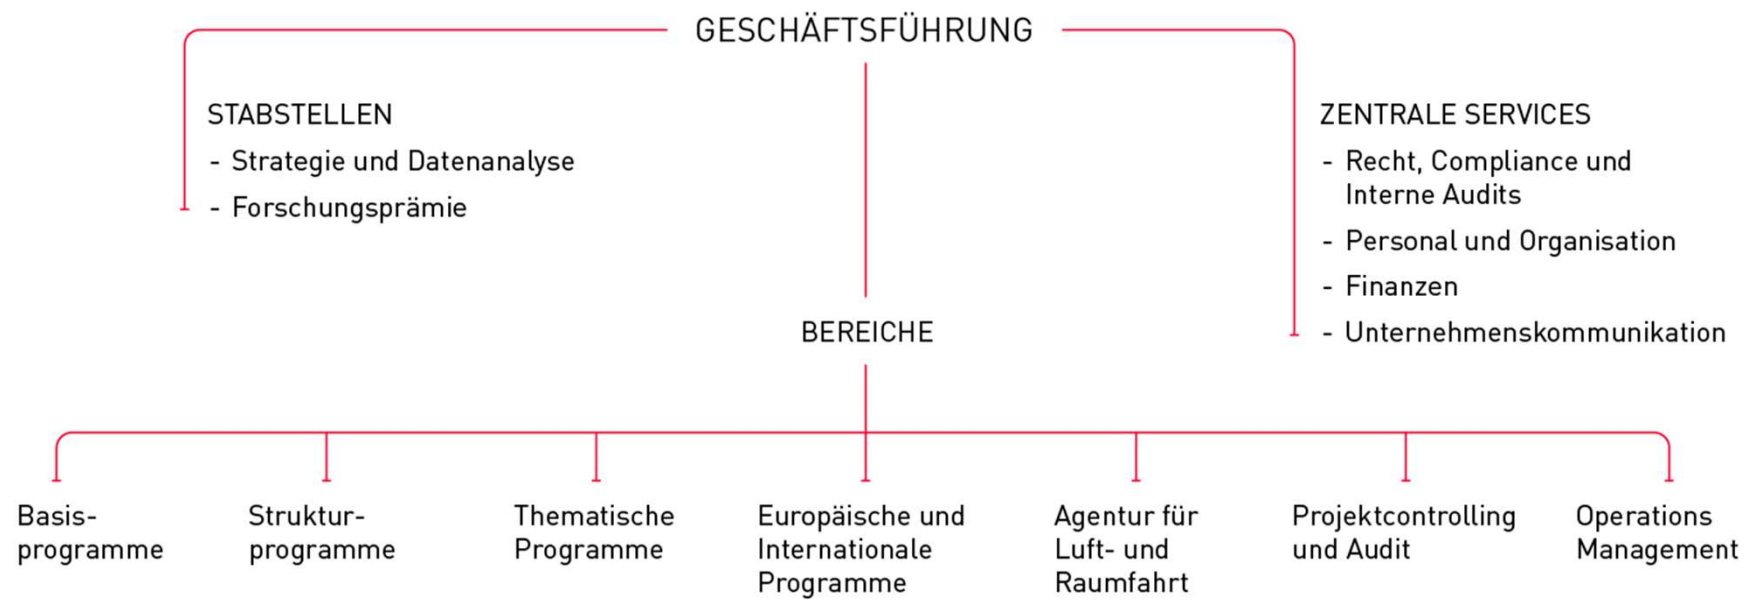 GESCHÄFTSFÜHRUNG
STABSTELLEN
- Strategie und Datenanalyse
- Forschungsprämie
ZENTRALE SERVICES
- Recht, Compliance und
Interne Audits
- Personal und Organisation
- Finanzen
- Unternehmenskommunikation
BEREICHE
Basis-
programme
Struktur-
programme
Thematische
Programme
Europäische und
Internationale
Programme
Agentur für
Luft- und
Raumfahrt
Projektcontrolling
und Audit
Operations
Management